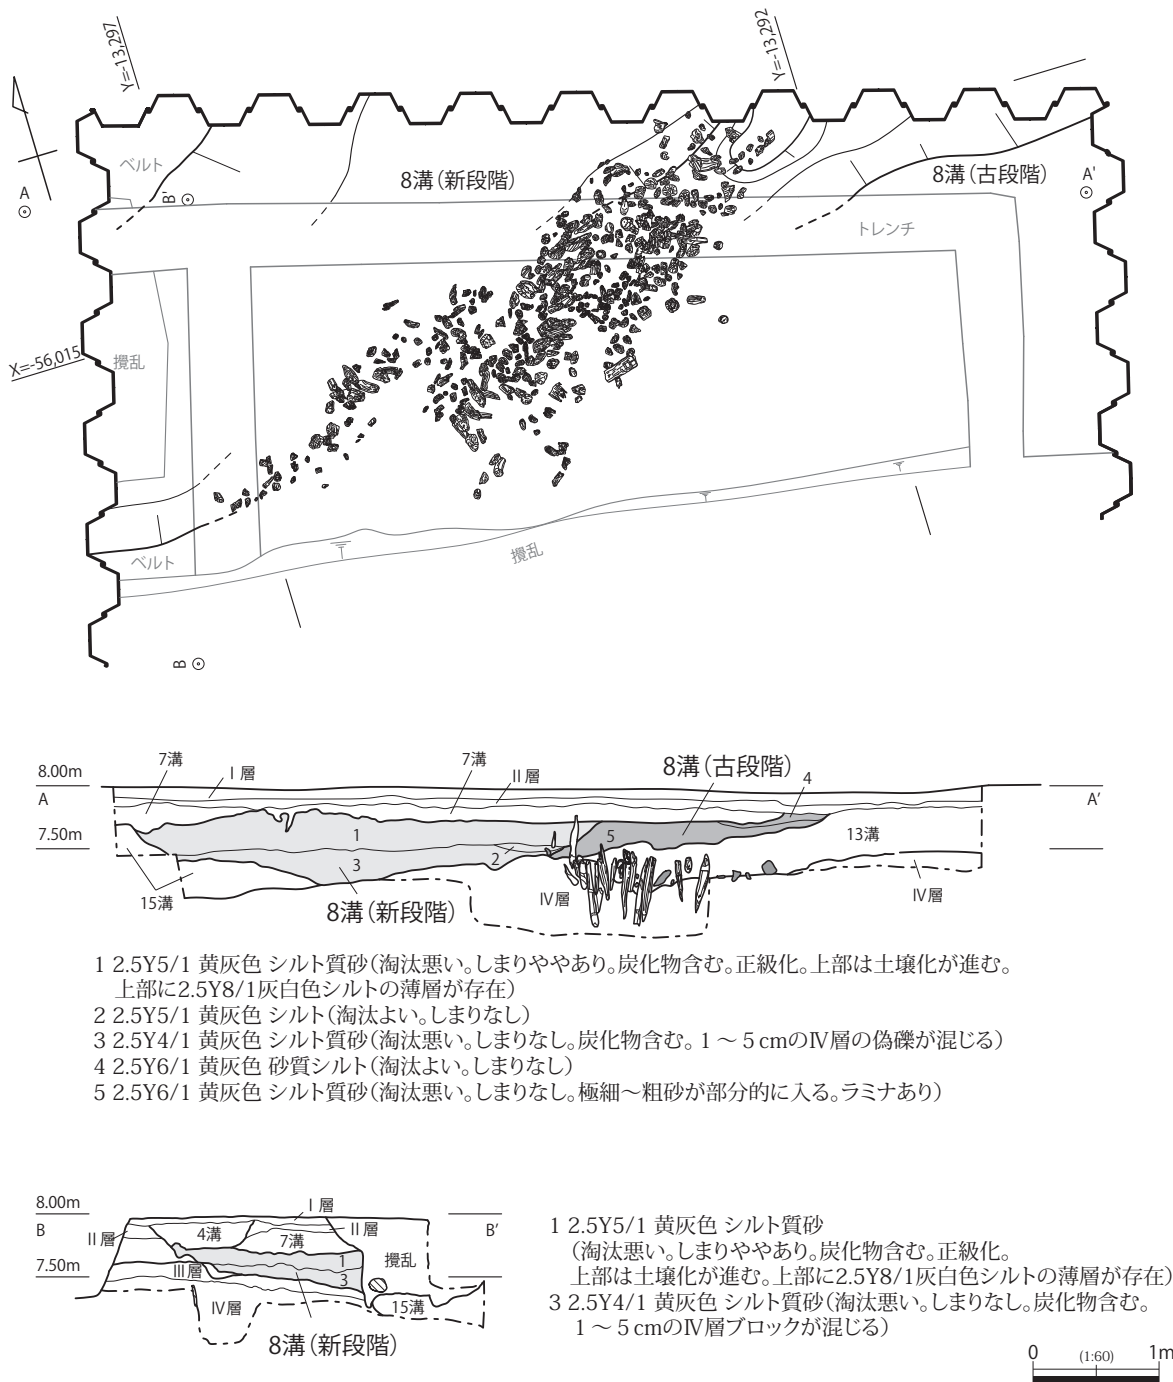 Y=-13,297
Y=-13,292
ベルト
A
B'
8溝（新段階）
8溝（古段階）
A'
トレンチ
X=-56,015
攪乱
ベルト
攪乱
B
8.00m
A
7溝
Ⅰ層
7溝
Ⅱ層
8溝（古段階）
4
A'
7.50m
1
5
13溝
3
2
15溝
8溝（新段階）
Ⅳ層
Ⅳ層
1 2.5Y5/1 黄灰色 シルト質砂（淘汰悪い。しまりややあり。炭化物含む。正級化。上部は土壌化が進む。
上部に2.5Y8/1灰白色シルトの薄層が存在）
2 2.5Y5/1 黄灰色 シルト（淘汰よい。しまりなし）
3 2.5Y4/1 黄灰色 シルト質砂（淘汰悪い。しまりなし。炭化物含む。1～5cmのⅣ層の偽礫が混じる）
4 2.5Y6/1 黄灰色 砂質シルト（淘汰よい。しまりなし）
5 2.5Y6/1 黄灰色 シルト質砂（淘汰悪い。しまりなし。極細～粗砂が部分的に入る。ラミナあり）
8.00m
B
Ⅰ層
B'
Ⅱ層
4溝
7溝
Ⅱ層
攪乱
7.50m
1
Ⅲ層
3
Ⅳ層
15溝
8溝（新段階）
1 2.5Y5/1 黄灰色 シルト質砂
（淘汰悪い。しまりややあり。炭化物含む。正級化。
上部は土壌化が進む。上部に2.5Y8/1灰白色シルトの薄層が存在）
3 2.5Y4/1 黄灰色 シルト質砂（淘汰悪い。しまりなし。炭化物含む。
1～5cmのⅣ層ブロックが混じる）
0 (1:60) 1m